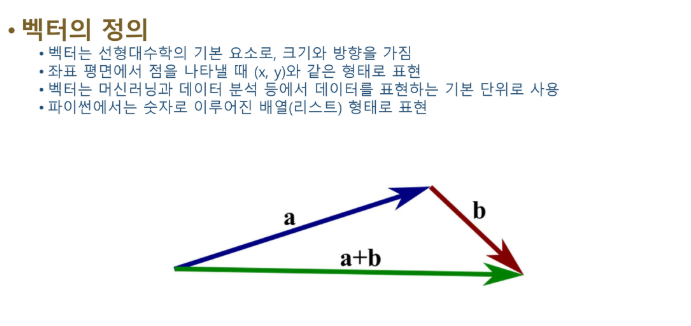 • 벡터의 정의
• 벡터는 선형대수학의 기본 요소로, 크기와 방향을 가짐
• 좌표 평면에서 점을 나타낼 때 (x, y)와 같은 형태로 표현
• 벡터는 머신러닝과 데이터 분석 등에서 데이터를 표현하는 기본 단위로 사용
• 파이썬에서는 숫자로 이루어진 배열(리스트) 형태로 표현
a
b
a+b